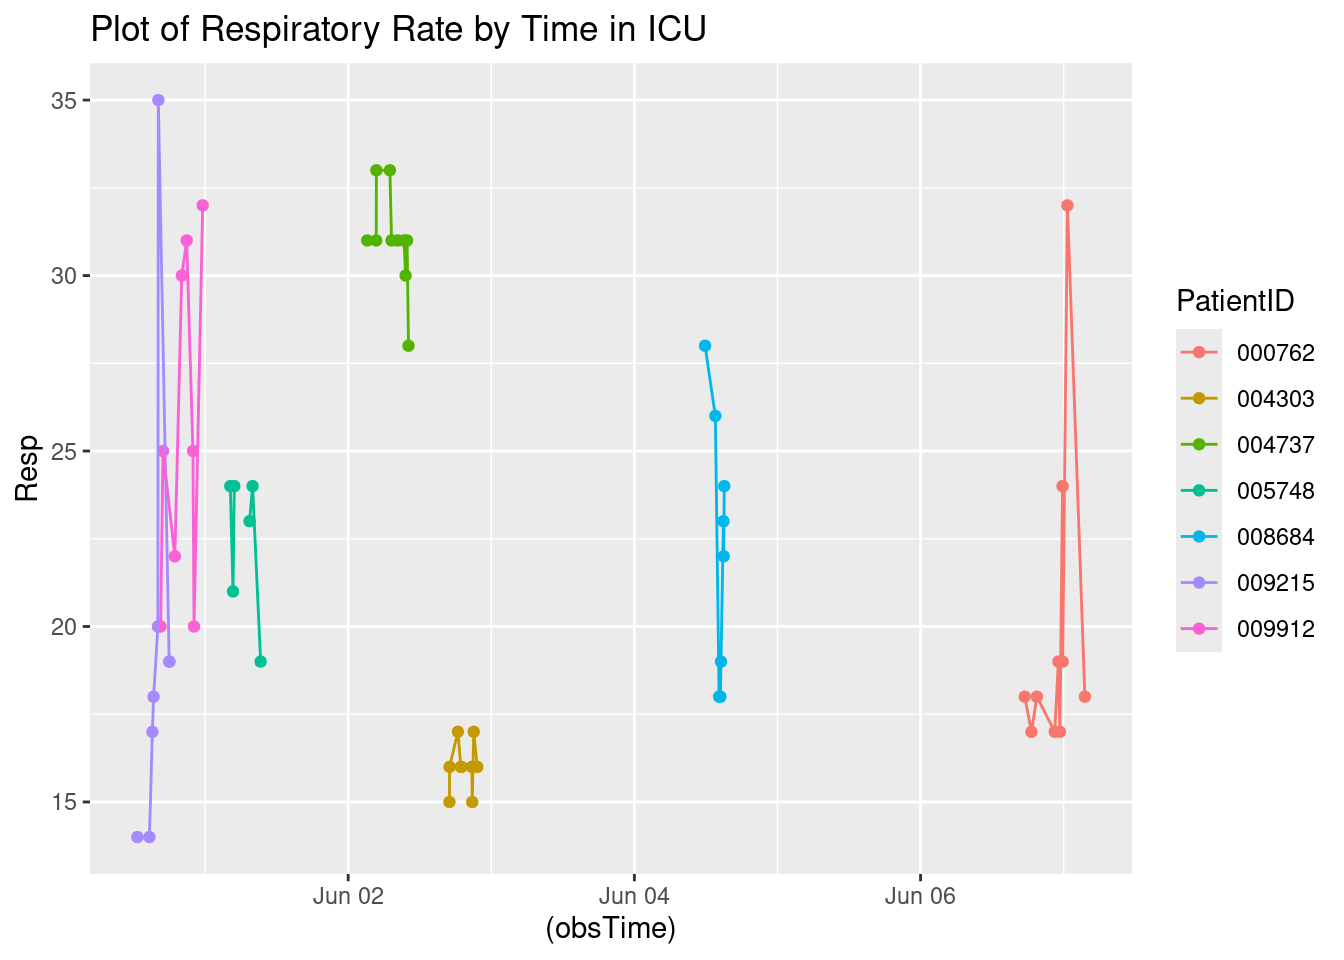 Plot of Respiratory Rate by Time in ICU
35
30
25
20
15
Resp
Jun 02
Jun 04
Jun 06
(obsTime)
PatientID
000762
004303
004737
005748
008684
009215
009912